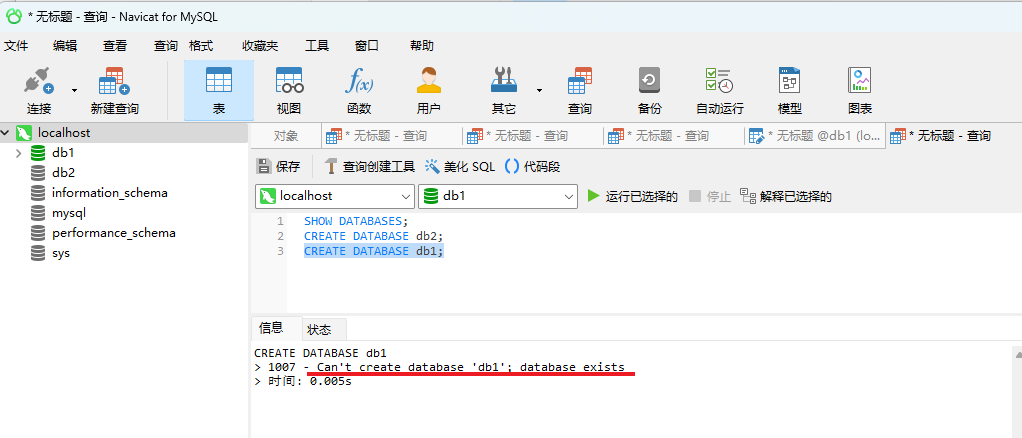 * 无标题 - 查询 - Navicat for MySQL
文件 编辑 查看 查询 格式 收藏夹 工具 窗口 帮助
连接 新建查询 表 视图 f(x) 函数 用户 其它 查询 备份 自动运行 模型 图表
localhost
db1
db2
information_schema
mysql
performance_schema
sys
对象 * 无标题 - 查询 * 无标题 - 查询 * 无标题 - 查询 * 无标题 @db1 (lo... * 无标题 - 查询
保存 查询创建工具 美化 SQL () 代码段
localhost db1 运行已选择的 停止 解释已选择的
1 SHOW DATABASES;
2 CREATE DATABASE db2;
3 CREATE DATABASE db1;
信息 状态
CREATE DATABASE db1
> 1007 - Can't create database 'db1'; database exists
> 时间: 0.005s